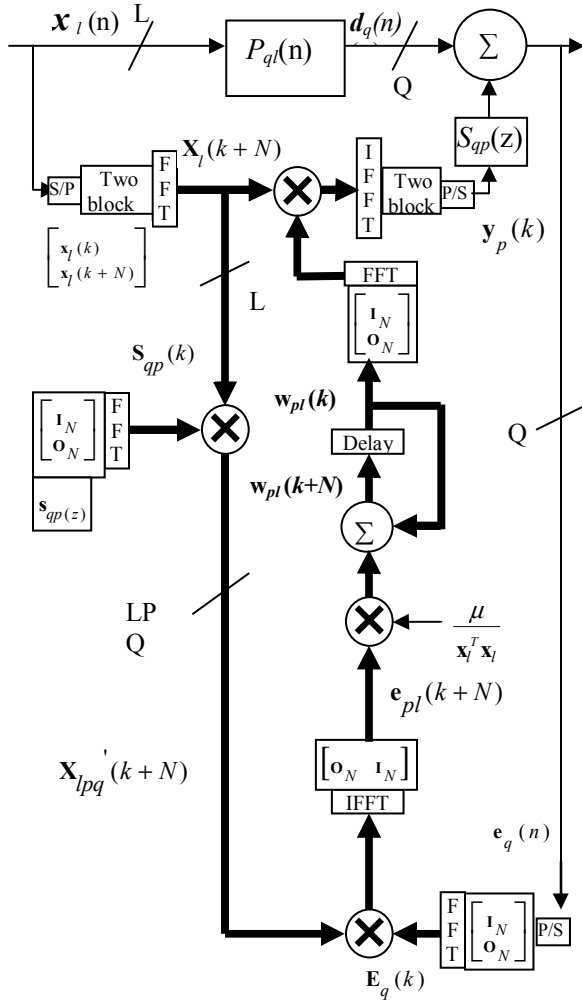 x l (n)
L
P_ql(n)
d_q(n)
Q
Σ
S_qp(z)
X_l(k + N)
S/P
Two block
F F T
I F F T
Two block
P/S
y_p(k)
[x_l(k)
x_l(k + N)]
L
FFT
[I_N
O_N]
S_qp(k)
w_pl(k)
[I_N
O_N]
F F T
s_qp(z)
Delay
Q
w_pl(k+N)
Σ
LP
Q
μ
x_l^T x_l
e_pl(k + N)
X_lpq'(k + N)
[O_N I_N]
IFFT
e_q(n)
F F T
[I_N
O_N]
P/S
E_q(k)